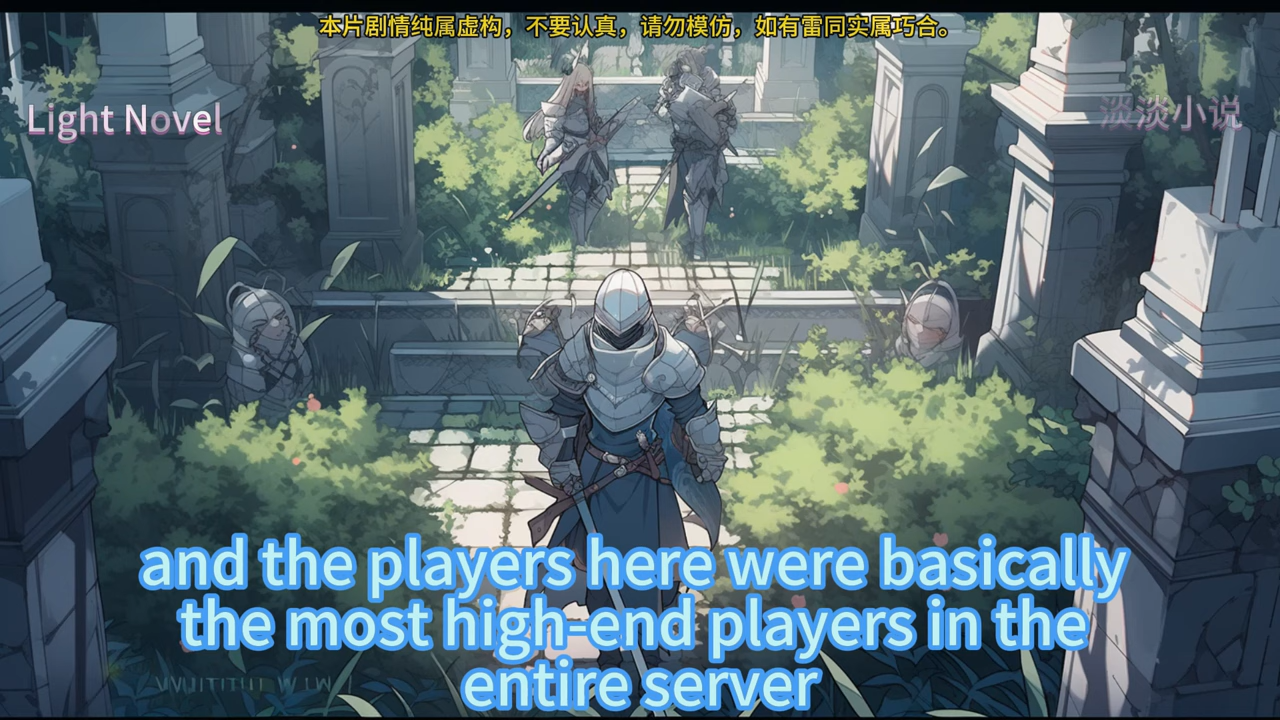 本片剧情纯属虚构，不要认真，请勿模仿，如有雷同实属巧合。
Light Novel
淡淡小说
and the players here were basically
the most high-end players in the
entire server